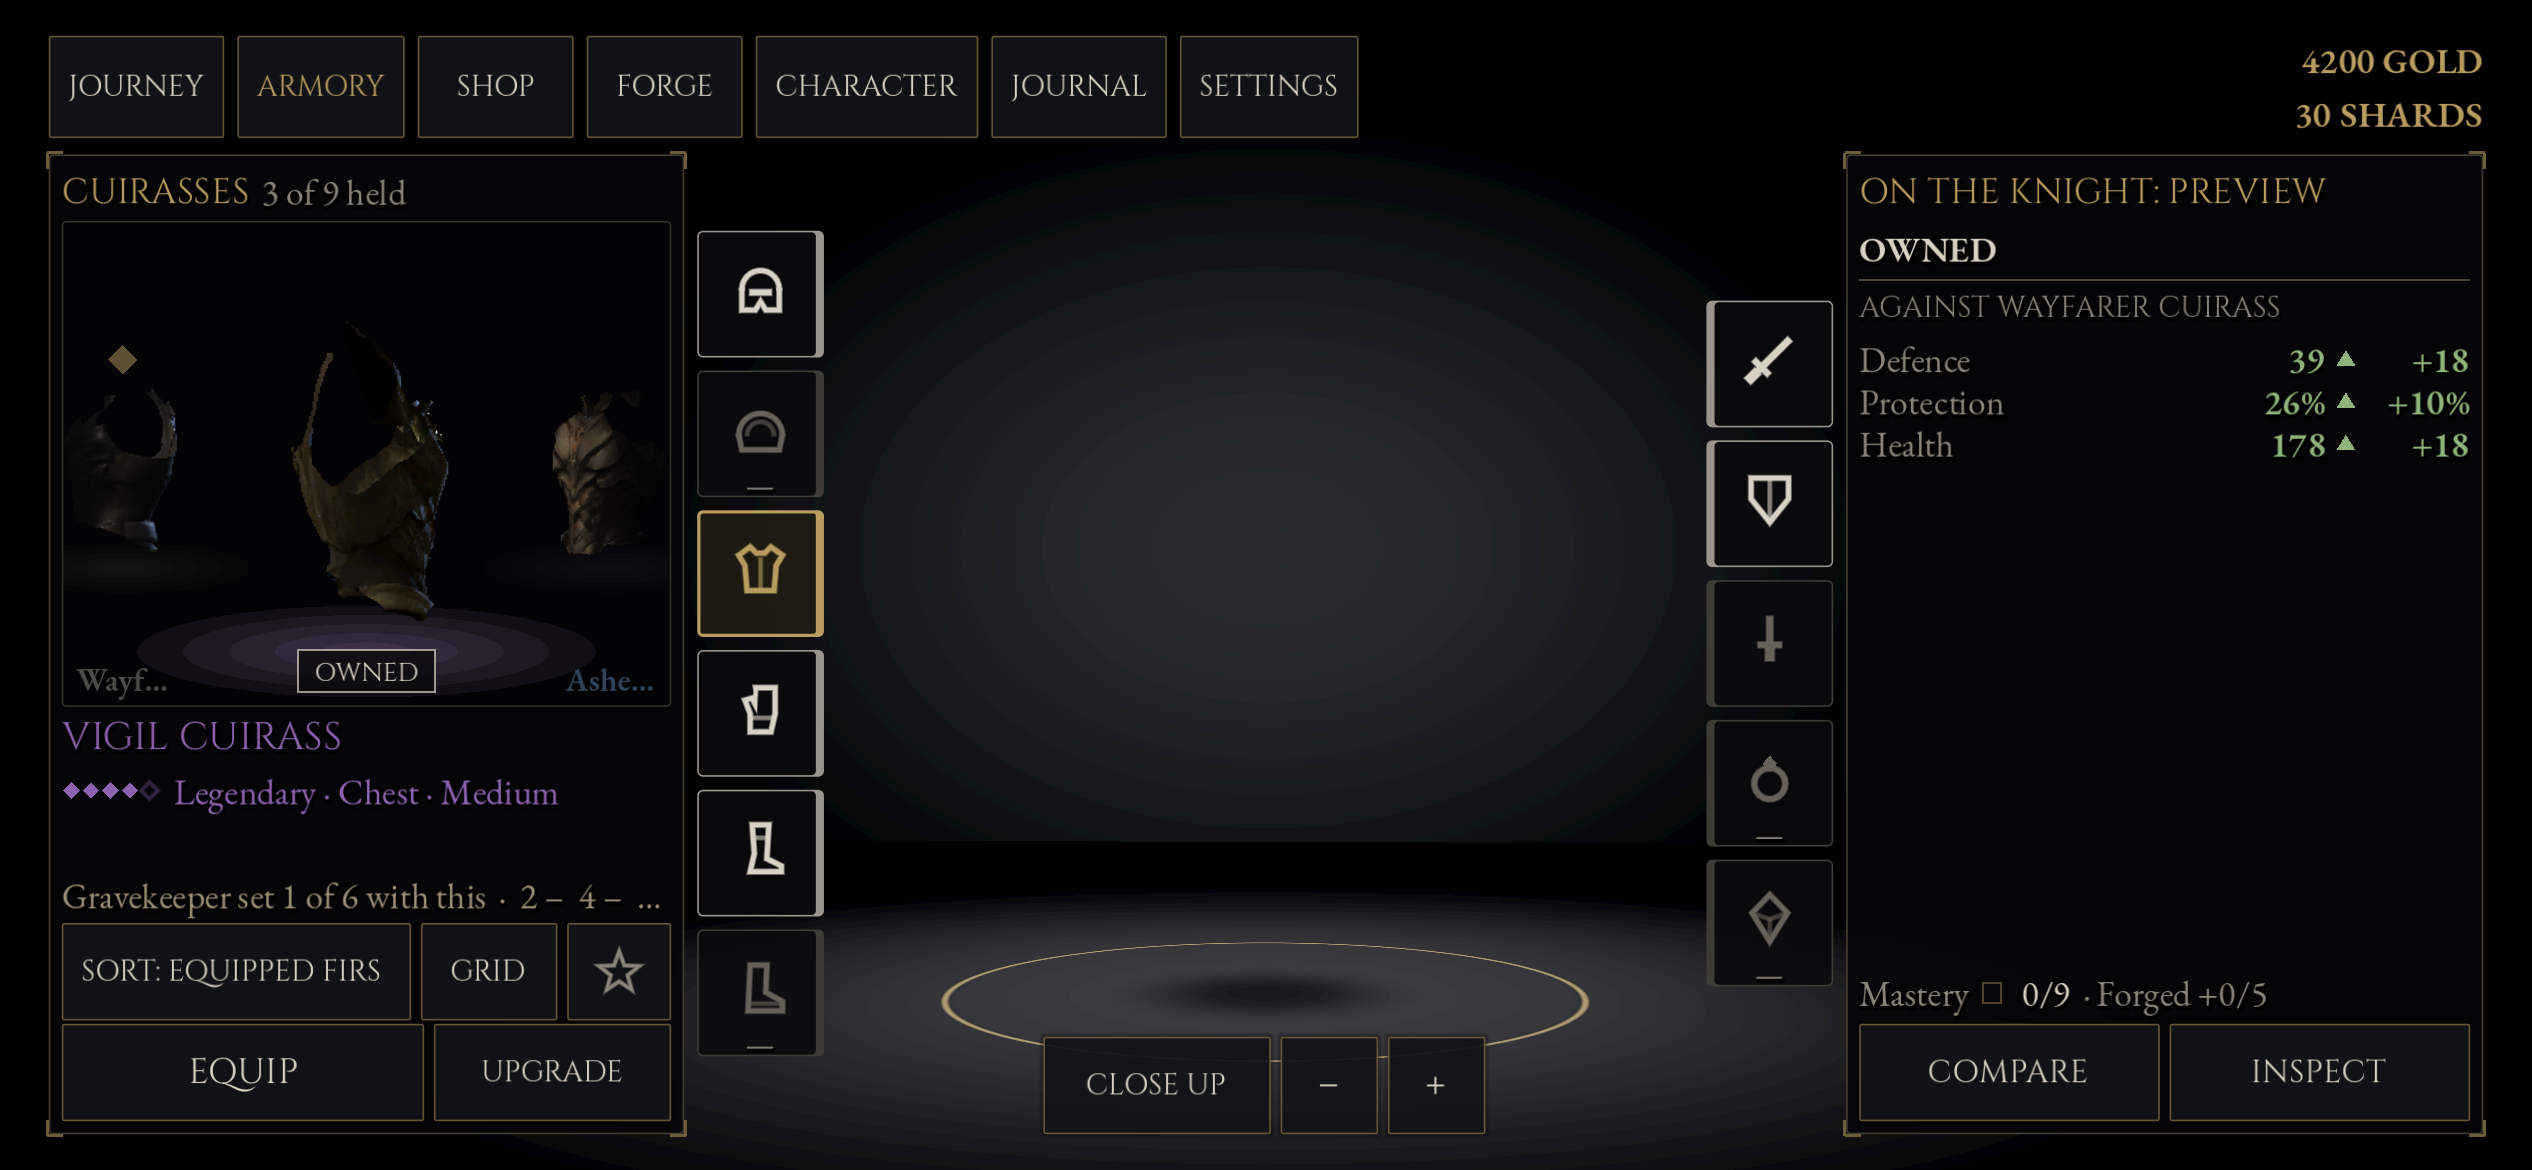 JOURNEY
ARMORY
SHOP
FORGE
CHARACTER
JOURNAL
SETTINGS
4200 GOLD
30 SHARDS
CUIRASSES 3 of 9 held
Wayf...
OWNED
Ashe...
VIGIL CUIRASS
Legendary · Chest · Medium
Gravekeeper set 1 of 6 with this · 2 – 4 – ...
SORT: EQUIPPED FIRS
GRID
EQUIP
UPGRADE
CLOSE UP
−
+
ON THE KNIGHT: PREVIEW
OWNED
AGAINST WAYFARER CUIRASS
Defence 39 ▲ +18
Protection 26% ▲ +10%
Health 178 ▲ +18
Mastery 0/9 · Forged +0/5
COMPARE
INSPECT